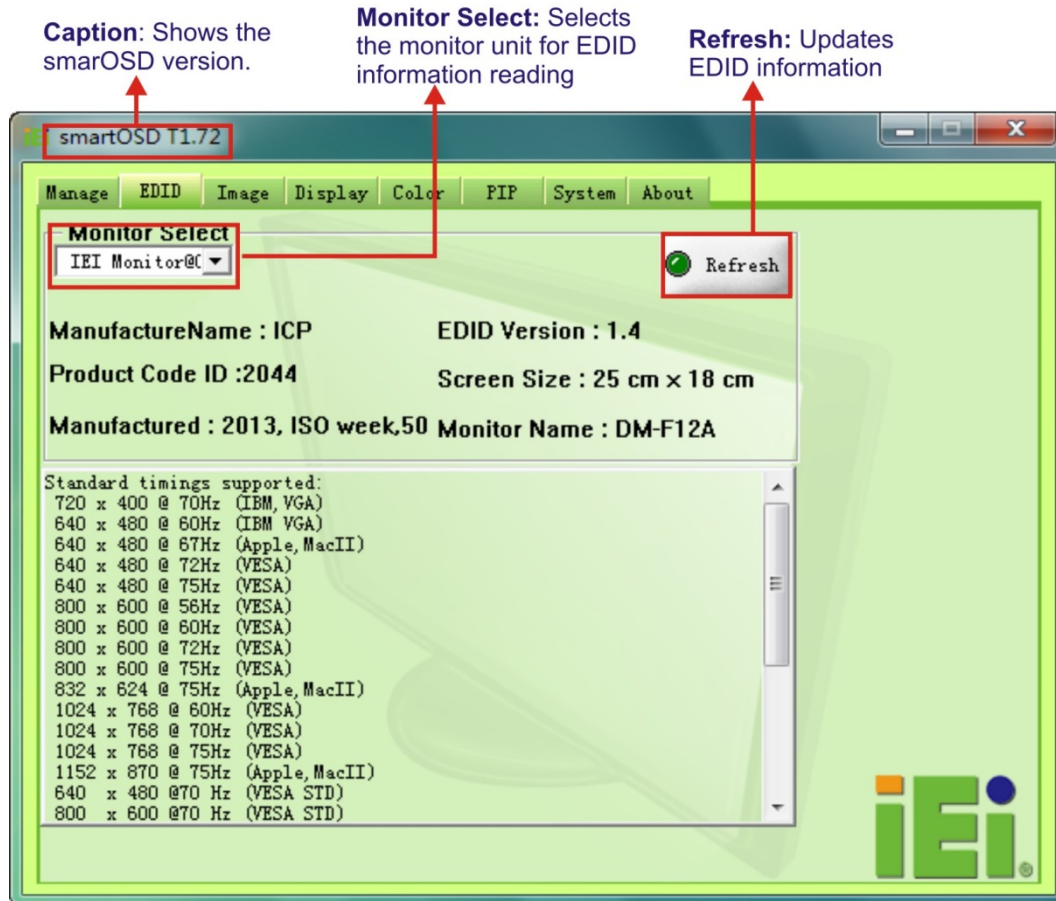 Caption: Shows the
smarOSD version.
Monitor Select: Selects
the monitor unit for EDID
information reading
Refresh: Updates
EDID information
iEi smartOSD T1.72
Manage EDID Image Display Color PIP System About
Monitor Select
IEI Monitor@
Refresh
ManufactureName : ICP
EDID Version : 1.4
Product Code ID :2044
Screen Size : 25 cm × 18 cm
Manufactured : 2013, ISO week,50
Monitor Name : DM-F12A
Standard timings supported:
720 x 400 @ 70Hz (IBM,VGA)
640 x 480 @ 60Hz (IBM VGA)
640 x 480 @ 67Hz (Apple,MacII)
640 x 480 @ 72Hz (VESA)
640 x 480 @ 75Hz (VESA)
800 x 600 @ 56Hz (VESA)
800 x 600 @ 60Hz (VESA)
800 x 600 @ 72Hz (VESA)
800 x 600 @ 75Hz (VESA)
832 x 624 @ 75Hz (Apple,MacII)
1024 x 768 @ 60Hz (VESA)
1024 x 768 @ 70Hz (VESA)
1024 x 768 @ 75Hz (VESA)
1152 x 870 @ 75Hz (Apple,MacII)
640 x 480 @70 Hz (VESA STD)
800 x 600 @70 Hz (VESA STD)
iEi®